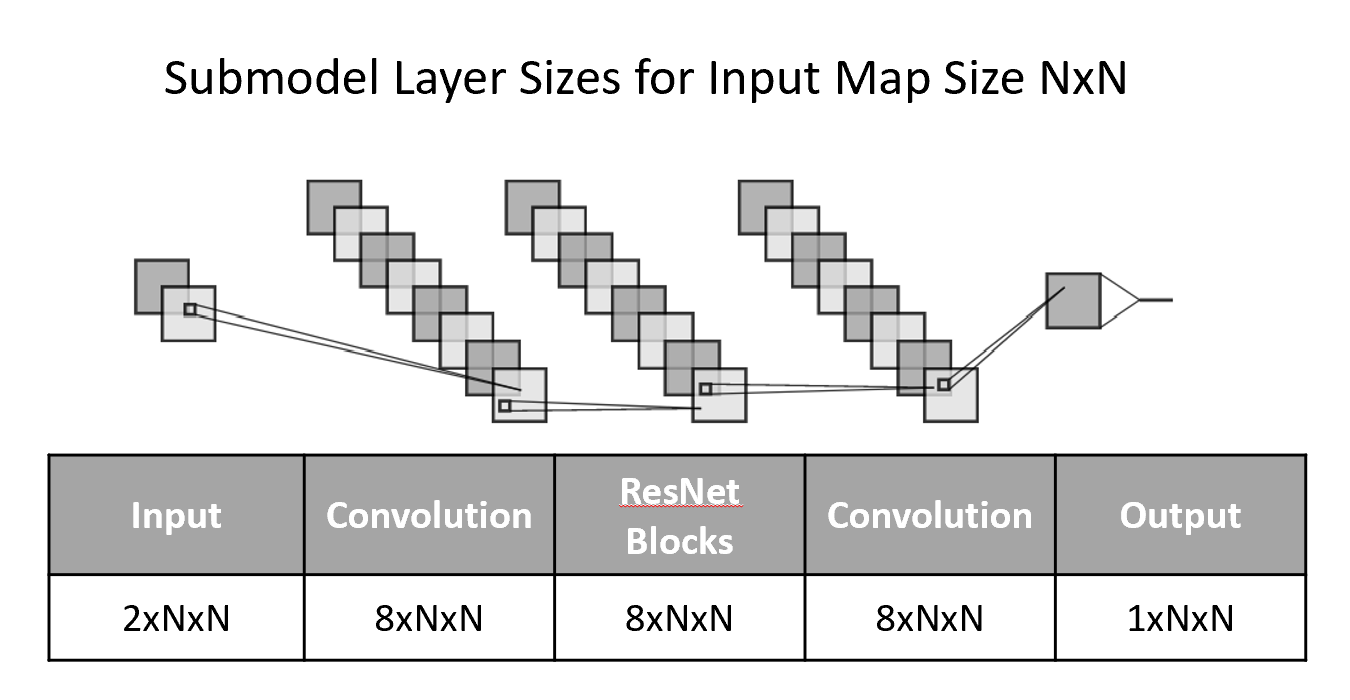 Submodel Layer Sizes for Input Map Size NxN
Input
Convolution
ResNet
Blocks
Convolution
Output
2xNxN
8xNxN
8xNxN
8xNxN
1xNxN